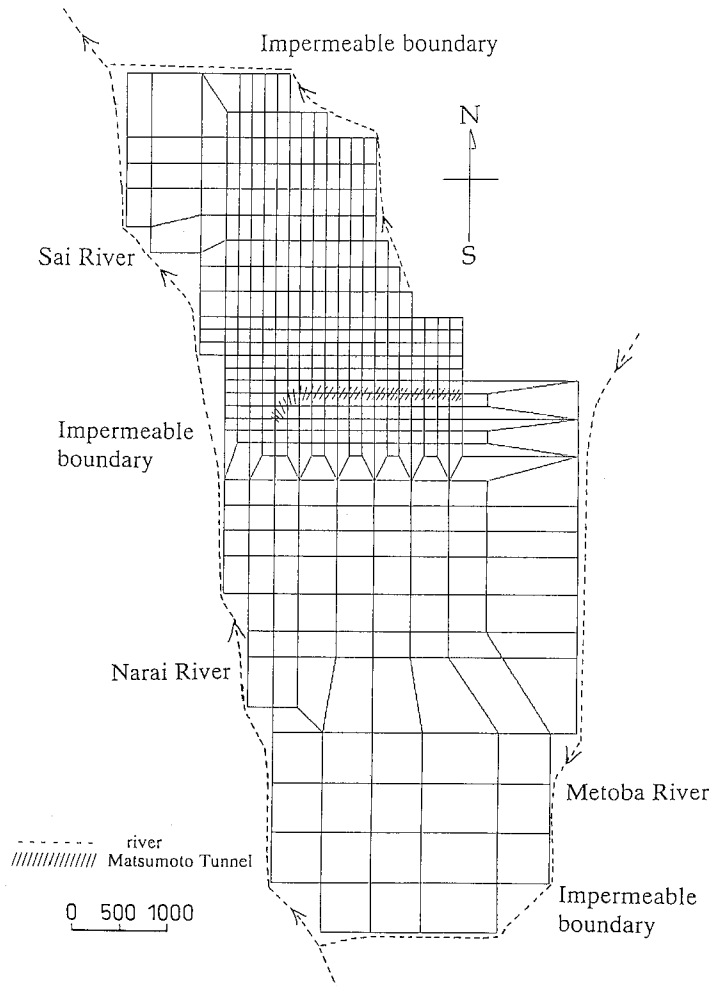 Impermeable boundary
N
S
Sai River
Impermeable
boundary
Narai River
Metoba River
river
Matsumoto Tunnel
0 500 1000
Impermeable
boundary